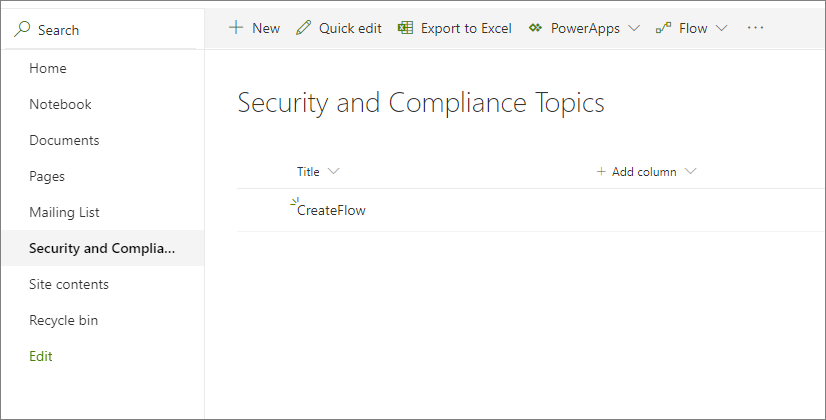 Search
New Quick edit Export to Excel PowerApps Flow ...
Home
Notebook
Documents
Pages
Mailing List
Security and Complia...
Site contents
Recycle bin
Edit
Security and Compliance Topics
Title + Add column
CreateFlow